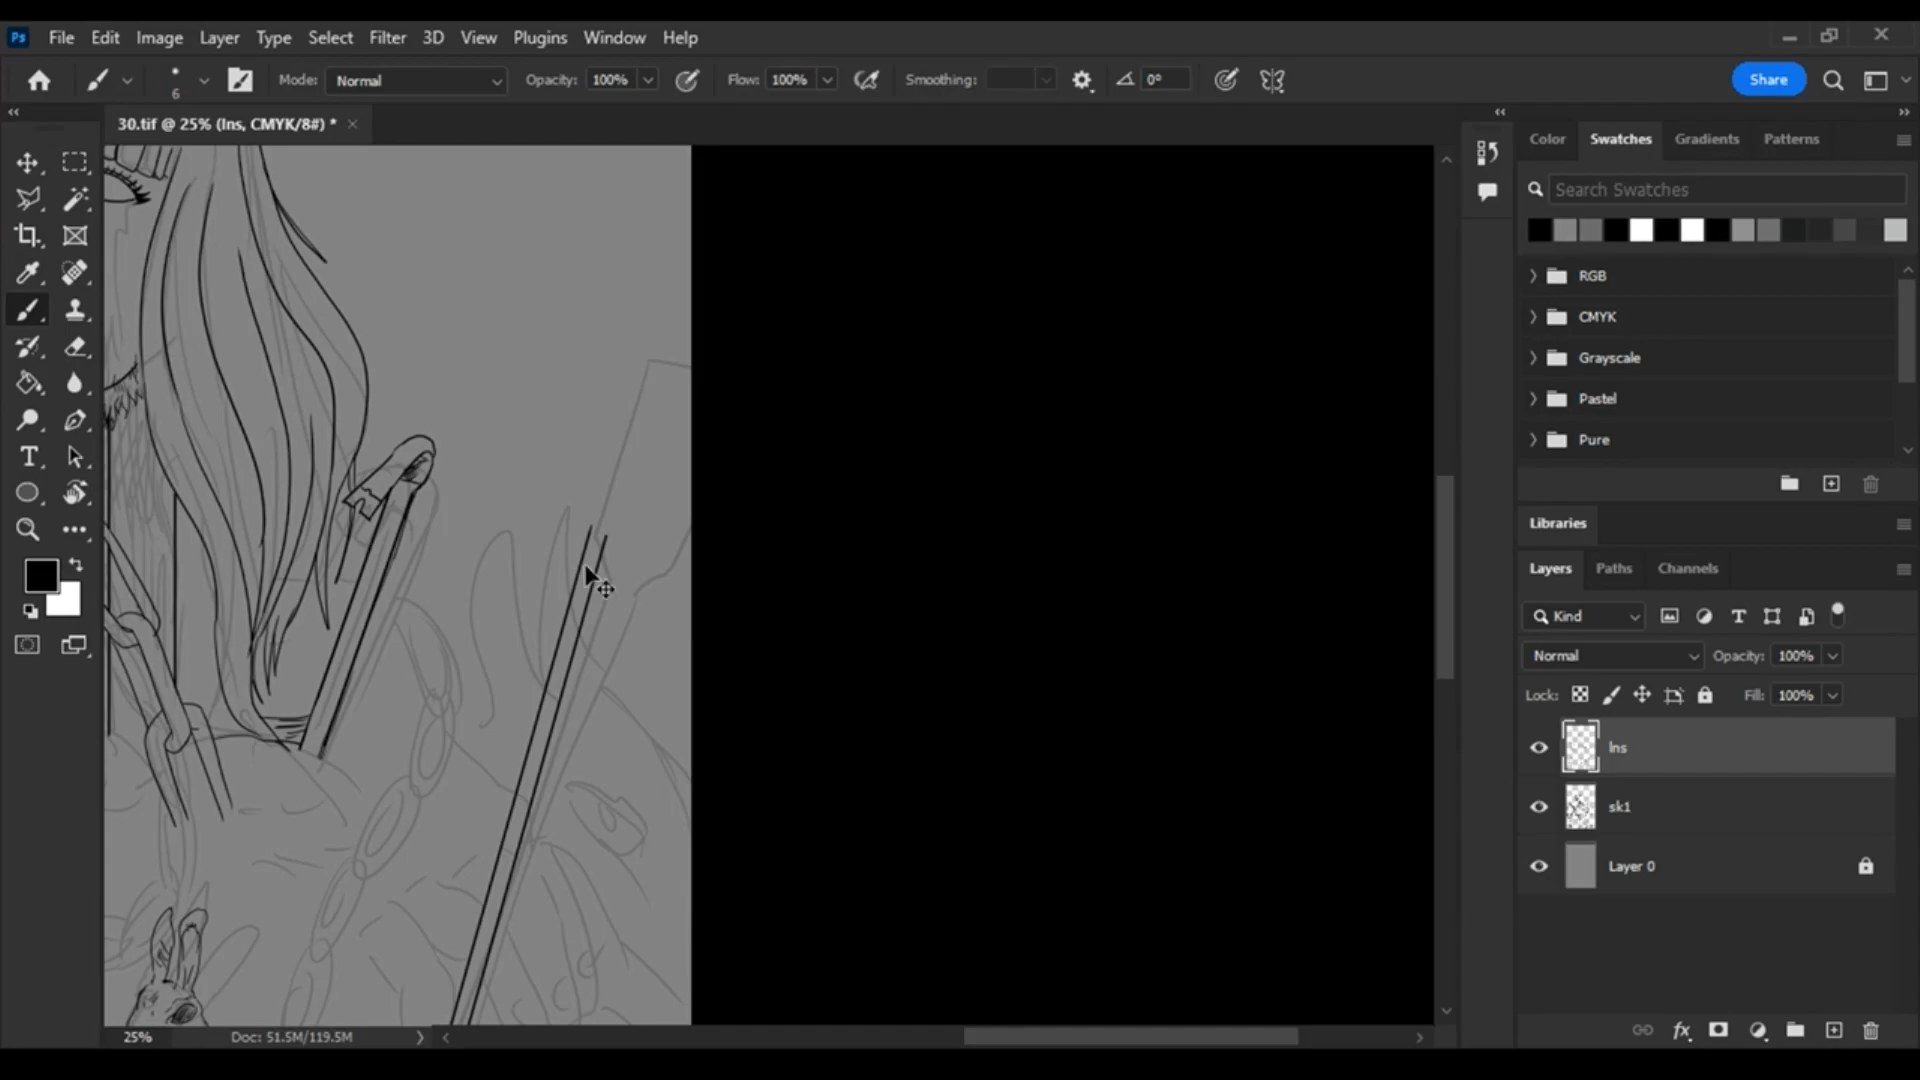 Ps File Edit Image Layer Type Select Filter 3D View Plugins Window Help
6 Mode: Normal Opacity: 100% Flow: 100% Smoothing: 0° Share
30.tif @ 25% (lns, CMYK/8#) *
Color Swatches Gradients Patterns
Search Swatches
RGB
CMYK
Grayscale
Pastel
Pure
Libraries
Layers Paths Channels
Kind
Normal Opacity: 100%
Lock: Fill: 100%
lns
sk1
Layer 0
25% Doc: 51.5M/119.5M